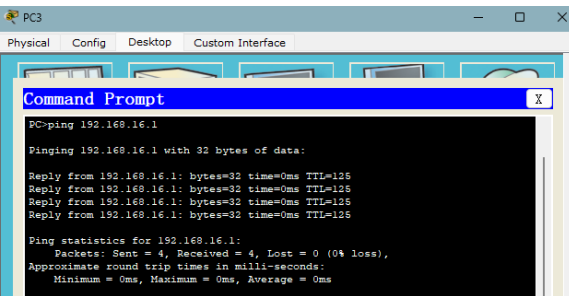 PC3
Physical Config Desktop Custom Interface
Command Prompt X
PC>ping 192.168.16.1
Pinging 192.168.16.1 with 32 bytes of data:
Reply from 192.168.16.1: bytes=32 time=0ms TTL=125
Reply from 192.168.16.1: bytes=32 time=0ms TTL=125
Reply from 192.168.16.1: bytes=32 time=0ms TTL=125
Reply from 192.168.16.1: bytes=32 time=0ms TTL=125
Ping statistics for 192.168.16.1:
Packets: Sent = 4, Received = 4, Lost = 0 (0% loss),
Approximate round trip times in milli-seconds:
Minimum = 0ms, Maximum = 0ms, Average = 0ms